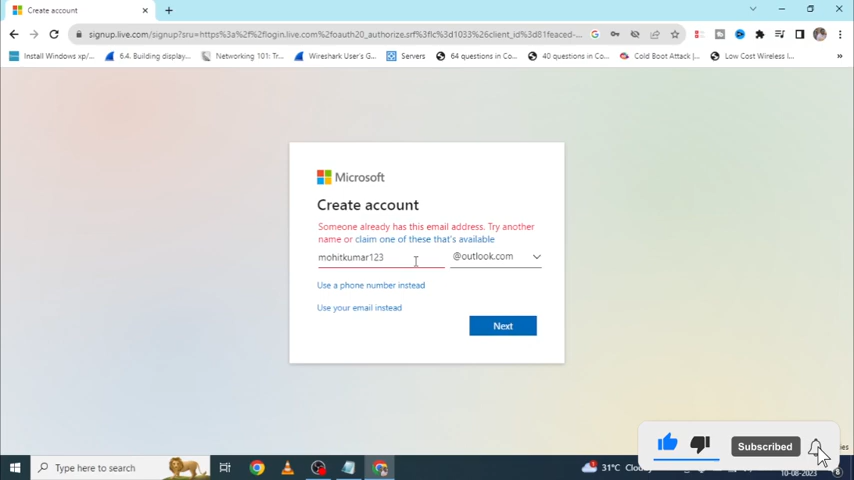 Create account
signup.live.com/signup?sru=https%3a%2f%2flogin.live.com%2foauth20_authorize.srf%3flc%3d1033%26client_id%3d81feaced-...
Install Windows xp/...
6.4. Building display...
Networking 101: Tr...
Wireshark User's G...
Servers
64 questions in Com...
40 questions in Co...
Cold Boot Attack |...
Low Cost Wireless I...
Microsoft
Create account
Someone already has this email address. Try another
name or claim one of these that's available
mohitkumar123
@outlook.com
Use a phone number instead
Use your email instead
Next
Subscribed
Type here to search
31°C
10-08-2023